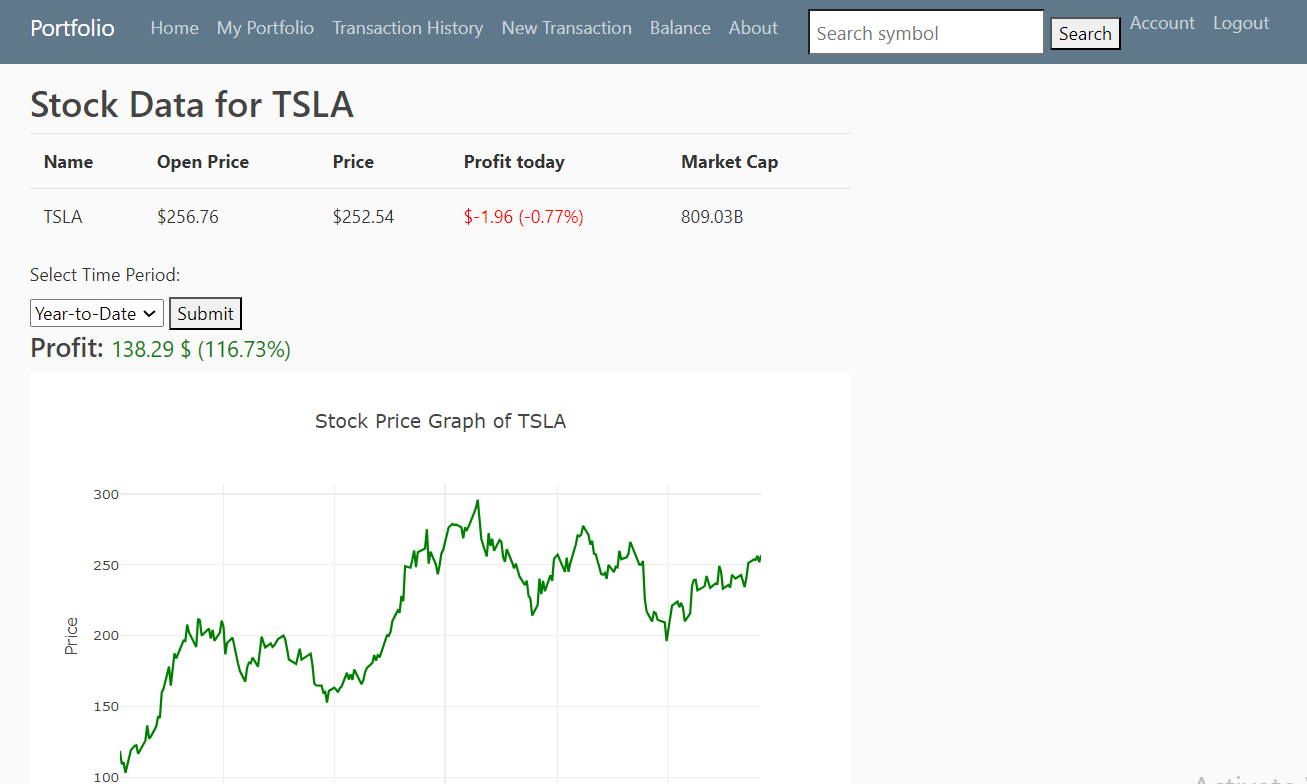 Portfolio Home My Portfolio Transaction History New Transaction Balance About Search symbol Search Account Logout
Stock Data for TSLA
Name Open Price Price Profit today Market Cap
TSLA $256.76 $252.54 $-1.96 (-0.77%) 809.03B
Select Time Period:
Year-to-Date Submit
Profit: 138.29 $ (116.73%)
Stock Price Graph of TSLA
300
250
200
Price
150
100